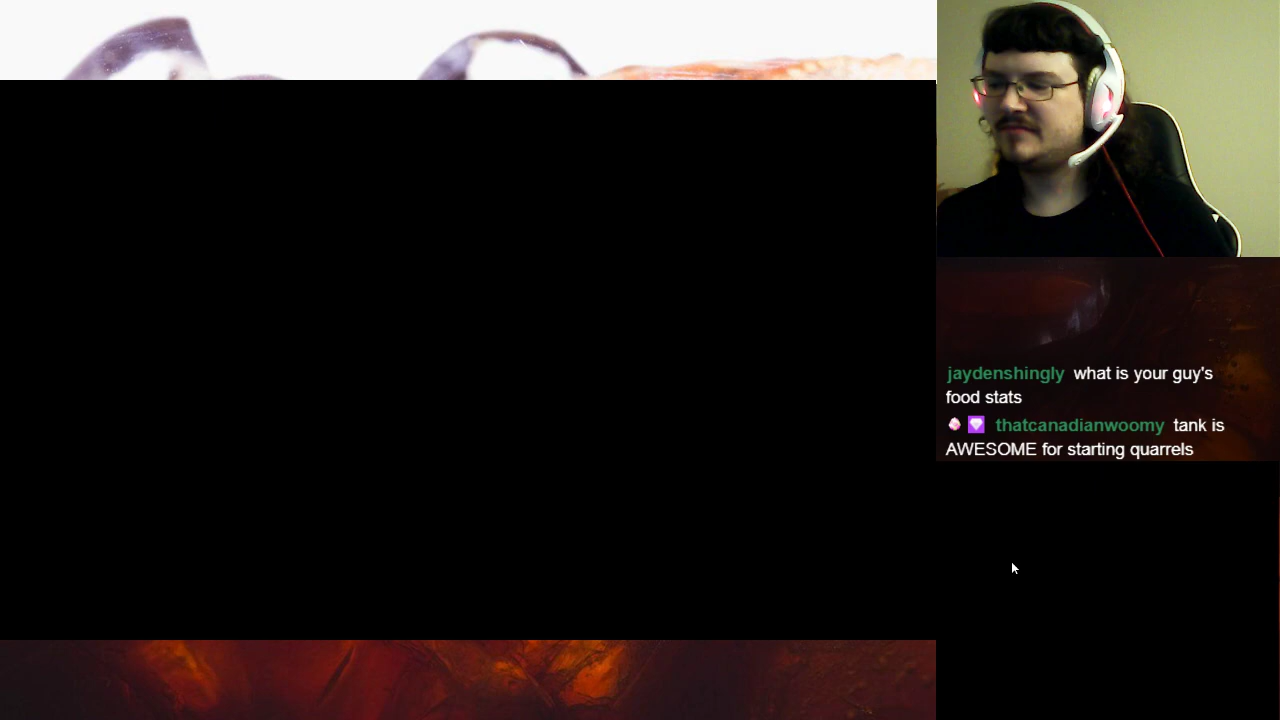 jaydenshingly what is your guy's
food stats
thatcanadianwoomy tank is
AWESOME for starting quarrels